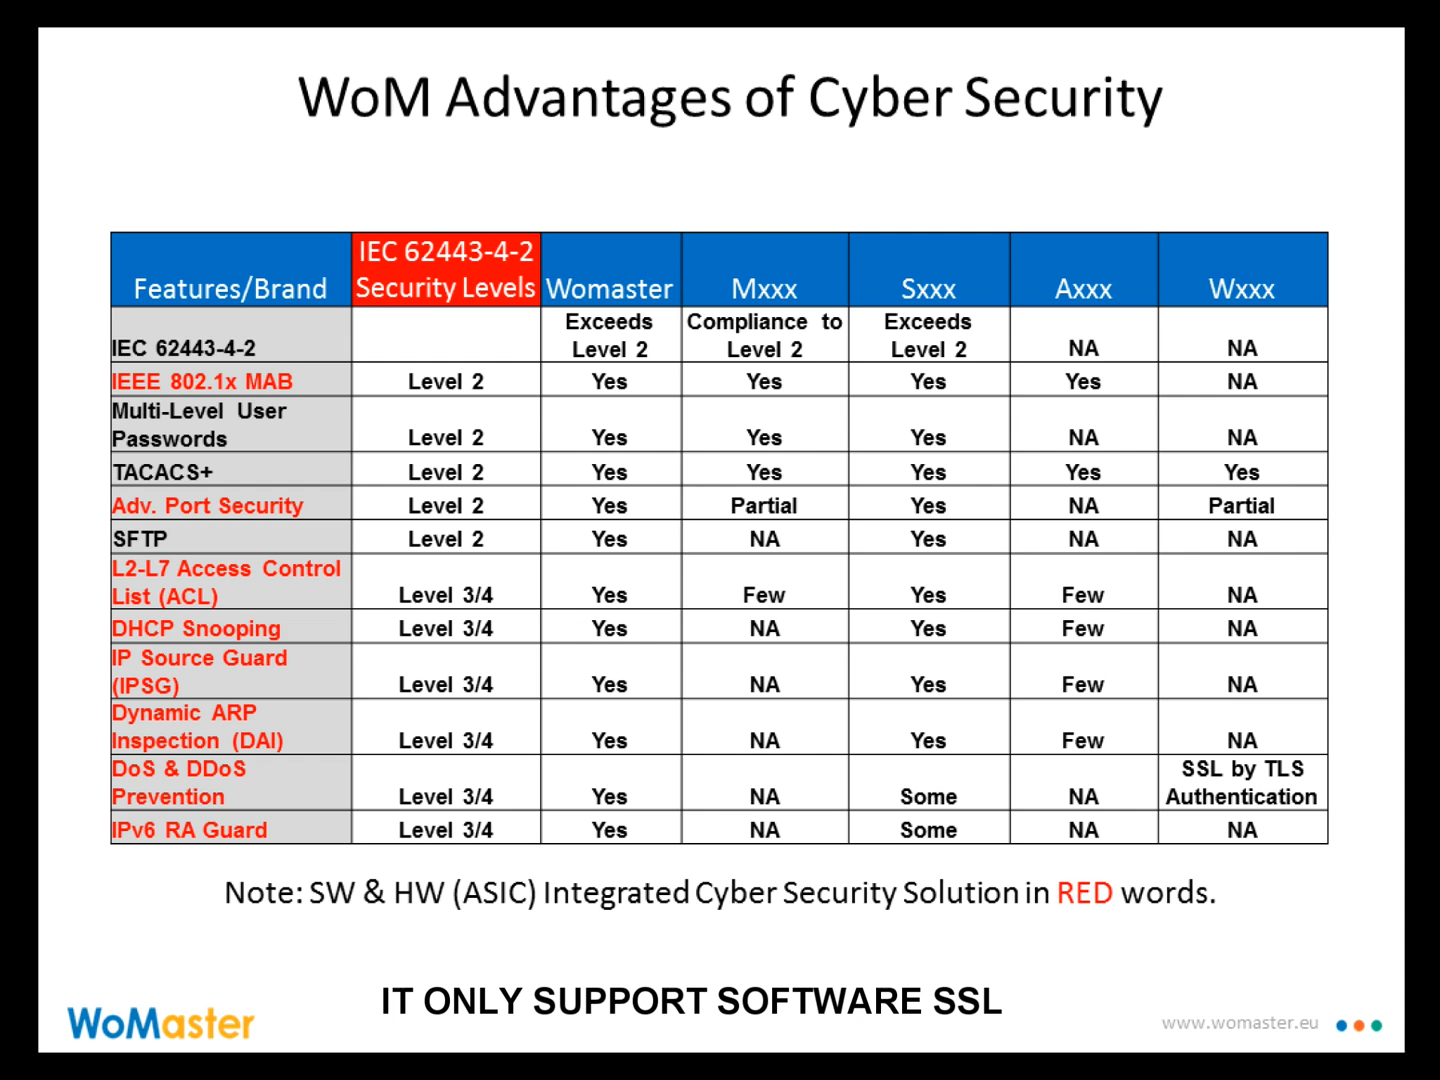 WoM Advantages of Cyber Security
Features/Brand IEC 62443-4-2 Security Levels Womaster Mxxx Sxxx Axxx Wxxx
IEC 62443-4-2 Exceeds Level 2 Compliance to Level 2 Exceeds Level 2 NA NA
IEEE 802.1x MAB Level 2 Yes Yes Yes Yes NA
Multi-Level User Passwords Level 2 Yes Yes Yes NA NA
TACACS+ Level 2 Yes Yes Yes Yes Yes
Adv. Port Security Level 2 Yes Partial Yes NA Partial
SFTP Level 2 Yes NA Yes NA NA
L2-L7 Access Control List (ACL) Level 3/4 Yes Few Yes Few NA
DHCP Snooping Level 3/4 Yes NA Yes Few NA
IP Source Guard (IPSG) Level 3/4 Yes NA Yes Few NA
Dynamic ARP Inspection (DAI) Level 3/4 Yes NA Yes Few NA
DoS & DDoS Prevention Level 3/4 Yes NA Some NA SSL by TLS Authentication
IPv6 RA Guard Level 3/4 Yes NA Some NA NA
Note: SW & HW (ASIC) Integrated Cyber Security Solution in RED words.
IT ONLY SUPPORT SOFTWARE SSL
WoMaster
www.womaster.eu